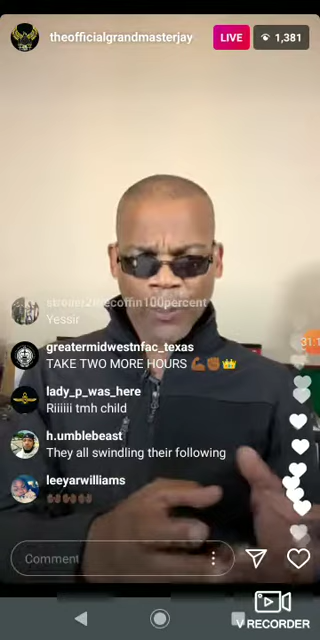 theofficialgrandmasterjay
LIVE
1,381
Yessir
greatermidwestnfac_texas
TAKE TWO MORE HOURS 💪🏾✊🏾👑
lady_p_was_here
Riiiiii tmh child
h.umblebeast
They all swindling their following
leeyarwilliams
🙌🏾🙌🏾🙌🏾🙌🏾
Comment
V RECORDER